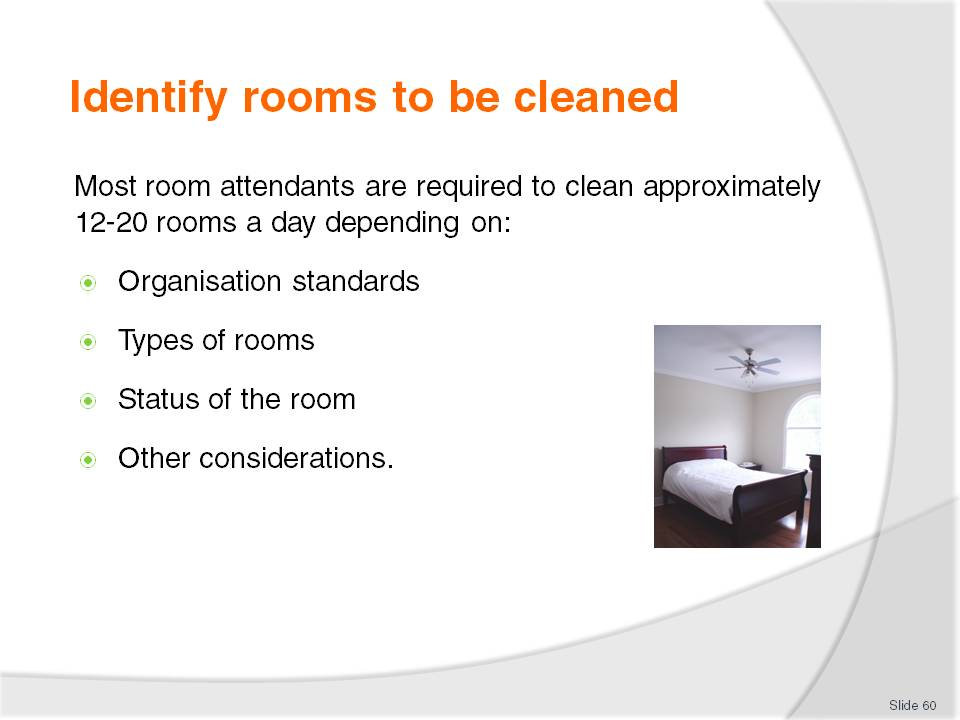 Identify rooms to be cleaned
Most room attendants are required to clean approximately
12-20 rooms a day depending on:
Organisation standards
Types of rooms
Status of the room
Other considerations.
Slide 60